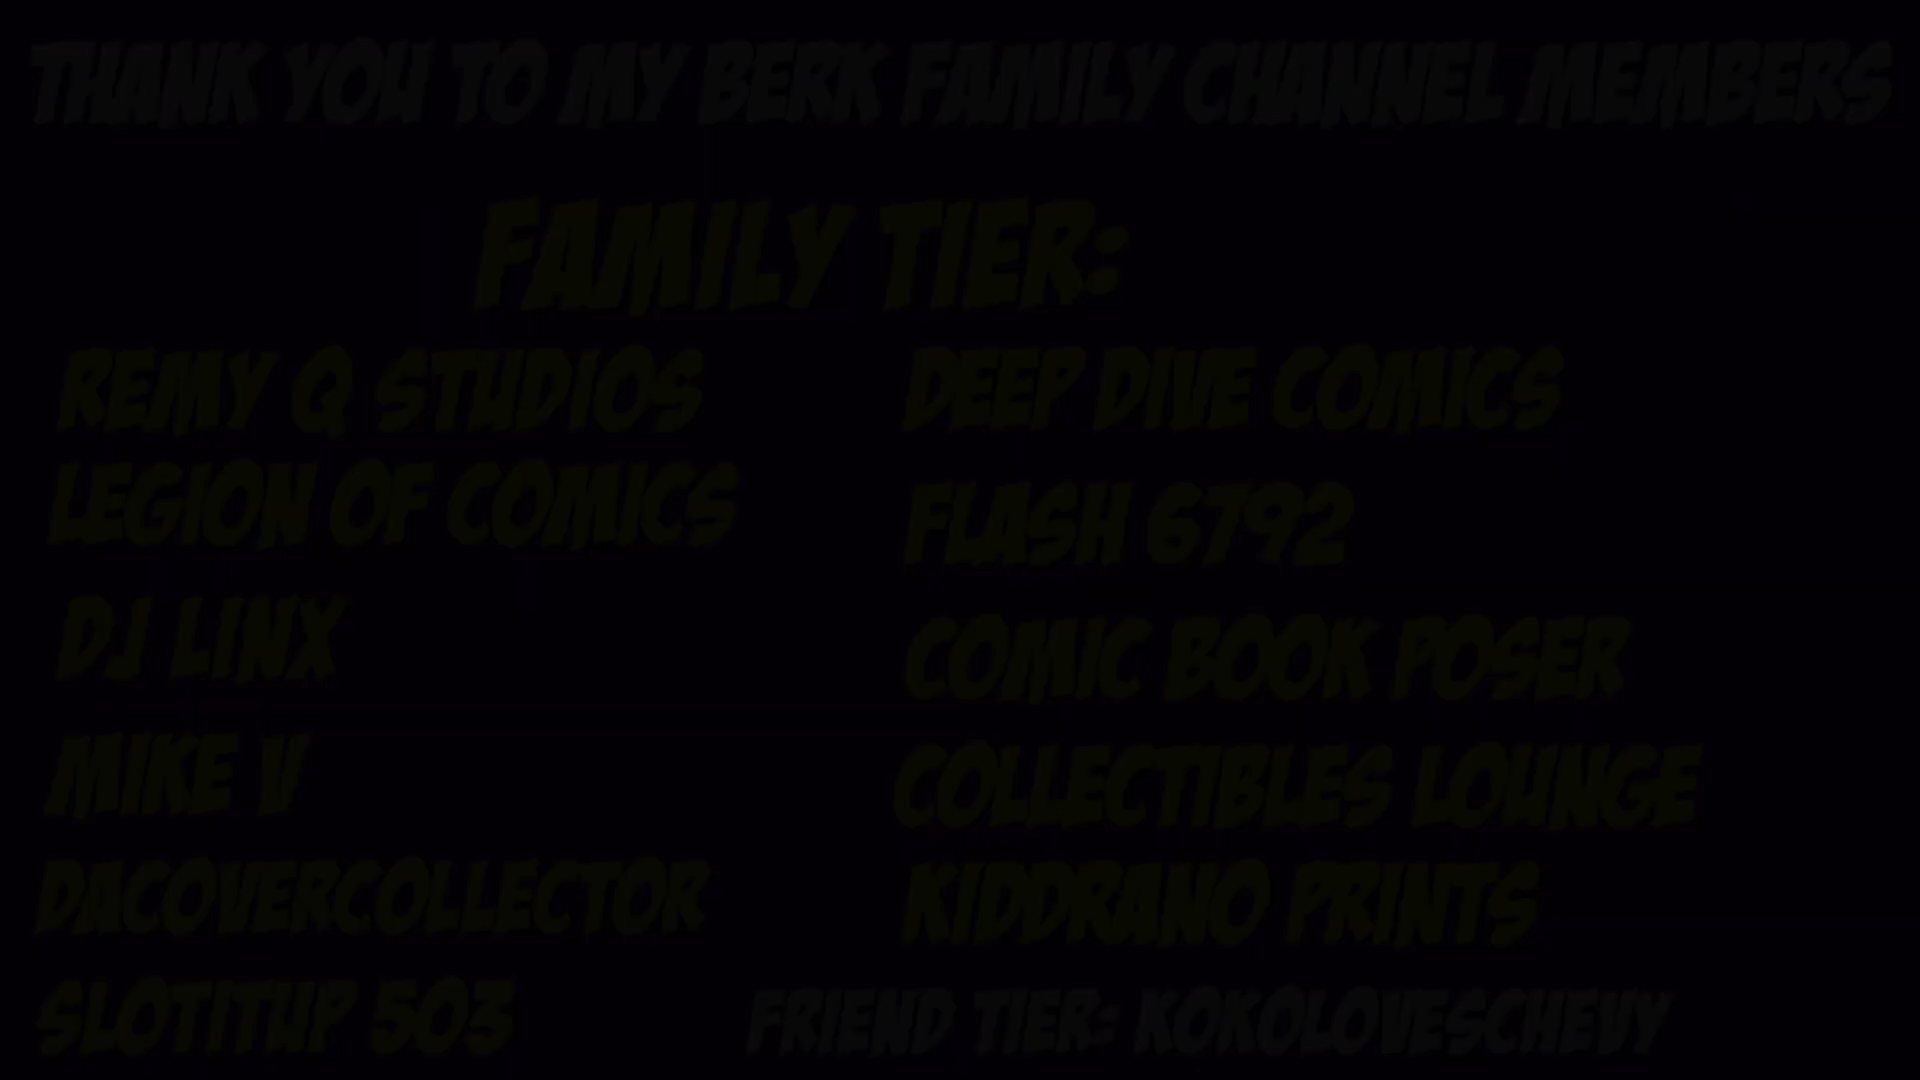 THANK YOU TO MY BERK FAMILY CHANNEL MEMBERS
FAMILY TIER:
REMY Q STUDIOS
LEGION OF COMICS
DJ LINX
MIKE V
DACOVERCOLLECTOR
SLOTITUP 503
DEEP DIVE COMICS
FLASH 6792
COMIC BOOK POSER
COLLECTIBLES LOUNGE
KIDDRANO PRINTS
FRIEND TIER: KOKOLOVESCHEVY